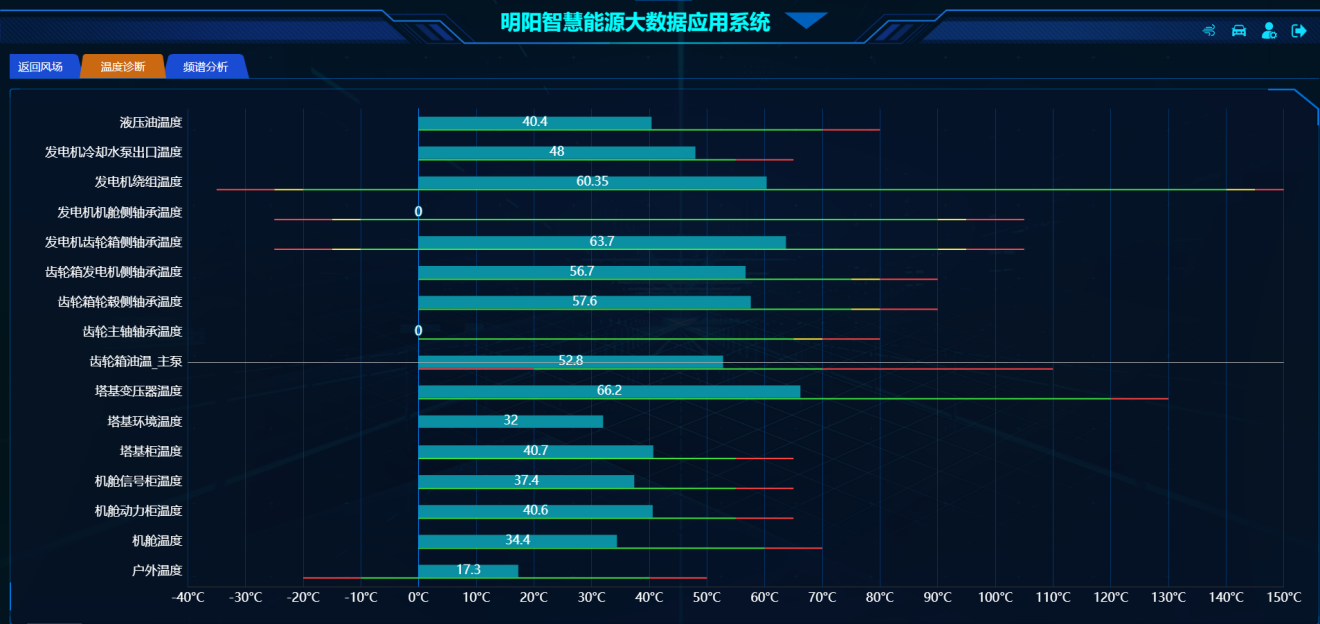 明阳智慧能源大数据应用系统
返回风场 温度诊断 频谱分析
液压油温度 40.4
发电机冷却水泵出口温度 48
发电机绕组温度 60.35
发电机机舱侧轴承温度 0
发电机齿轮箱侧轴承温度 63.7
齿轮箱发电机侧轴承温度 56.7
齿轮箱轮毂侧轴承温度 57.6
齿轮主轴轴承温度 0
齿轮箱油温_主泵 52.8
塔基变压器温度 66.2
塔基环境温度 32
塔基柜温度 40.7
机舱信号柜温度 37.4
机舱动力柜温度 40.6
机舱温度 34.4
户外温度 17.3
-40°C -30°C -20°C -10°C 0°C 10°C 20°C 30°C 40°C 50°C 60°C 70°C 80°C 90°C 100°C 110°C 120°C 130°C 140°C 150°C